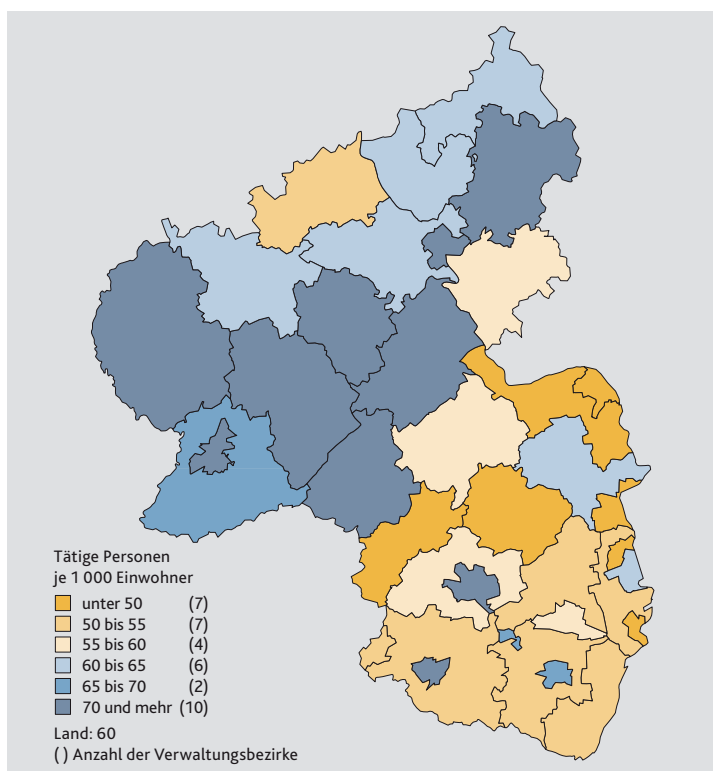 Tätige Personen
je 1 000 Einwohner
unter 50 (7)
50 bis 55 (7)
55 bis 60 (4)
60 bis 65 (6)
65 bis 70 (2)
70 und mehr (10)
Land: 60
( ) Anzahl der Verwaltungsbezirke